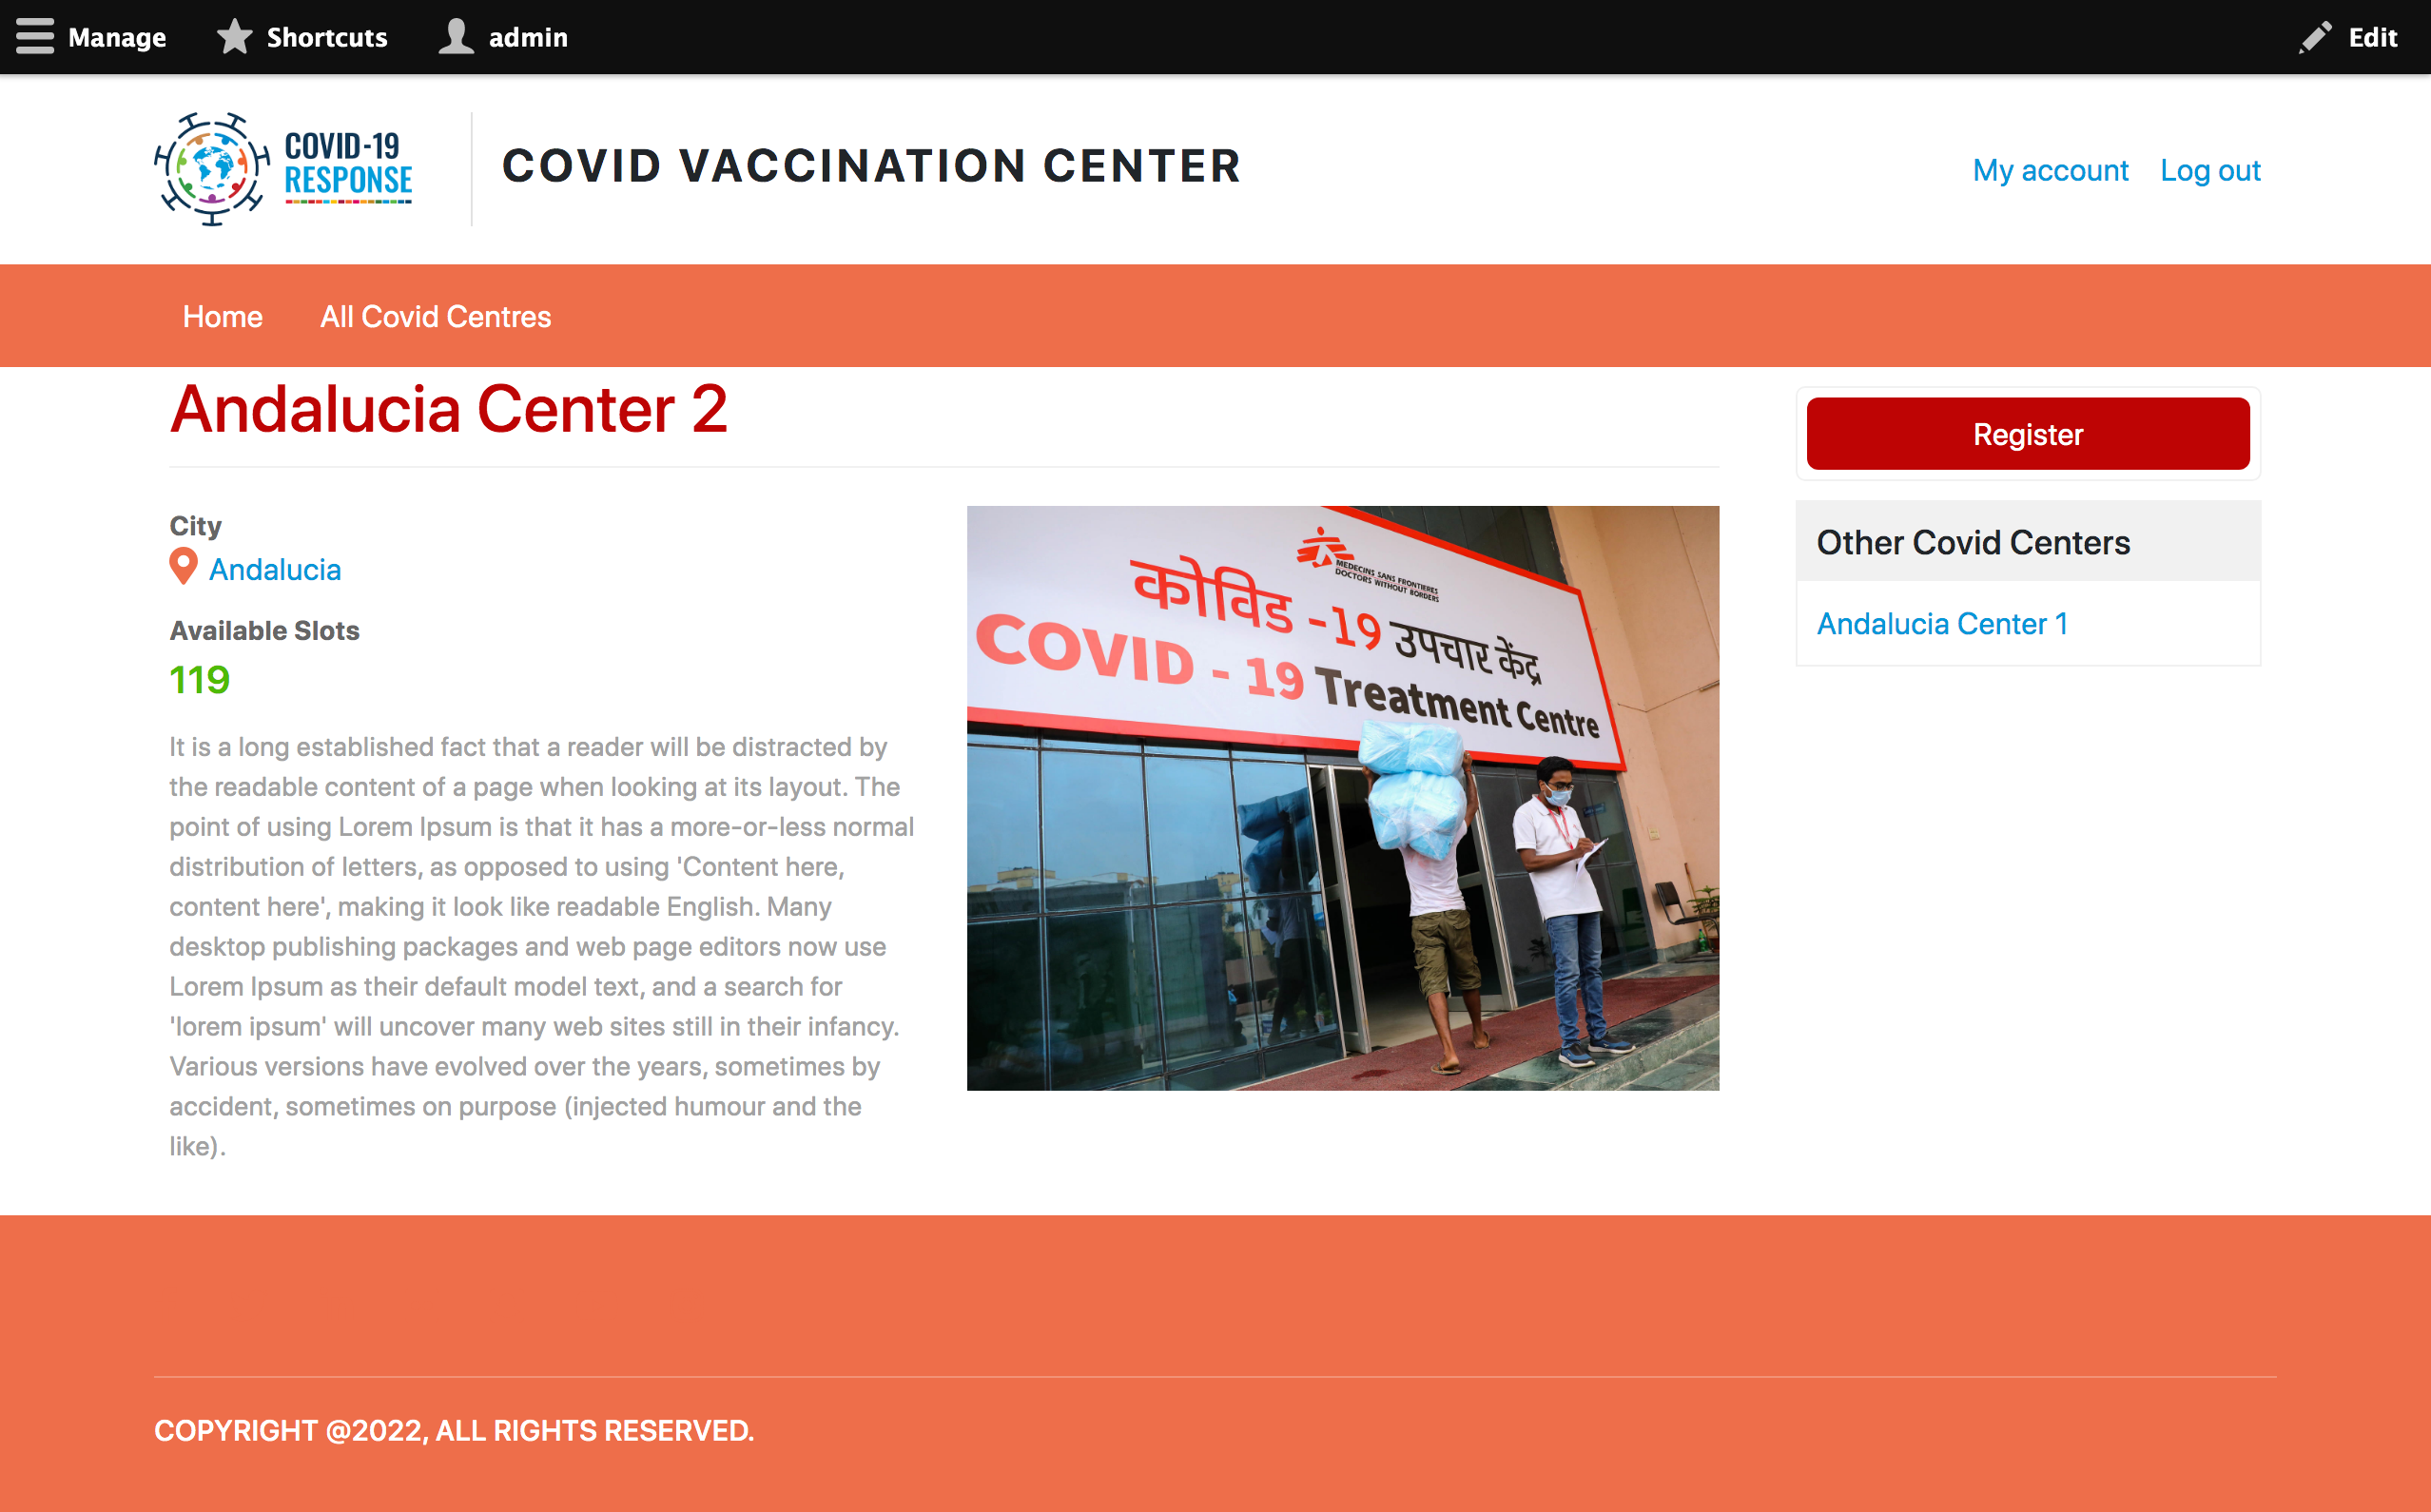 Manage Shortcuts admin Edit
COVID-19
RESPONSE
COVID VACCINATION CENTER
My account Log out
Home All Covid Centres
Andalucia Center 2
Register
City
Andalucia
Available Slots
119
It is a long established fact that a reader will be distracted by
the readable content of a page when looking at its layout. The
point of using Lorem Ipsum is that it has a more-or-less normal
distribution of letters, as opposed to using 'Content here,
content here', making it look like readable English. Many
desktop publishing packages and web page editors now use
Lorem Ipsum as their default model text, and a search for
'lorem ipsum' will uncover many web sites still in their infancy.
Various versions have evolved over the years, sometimes by
accident, sometimes on purpose (injected humour and the
like).
MEDECINS SANS FRONTIERES
DOCTORS WITHOUT BORDERS
कोविड -19 उपचार केंद्र
COVID - 19 Treatment Centre
Other Covid Centers
Andalucia Center 1
COPYRIGHT @2022, ALL RIGHTS RESERVED.